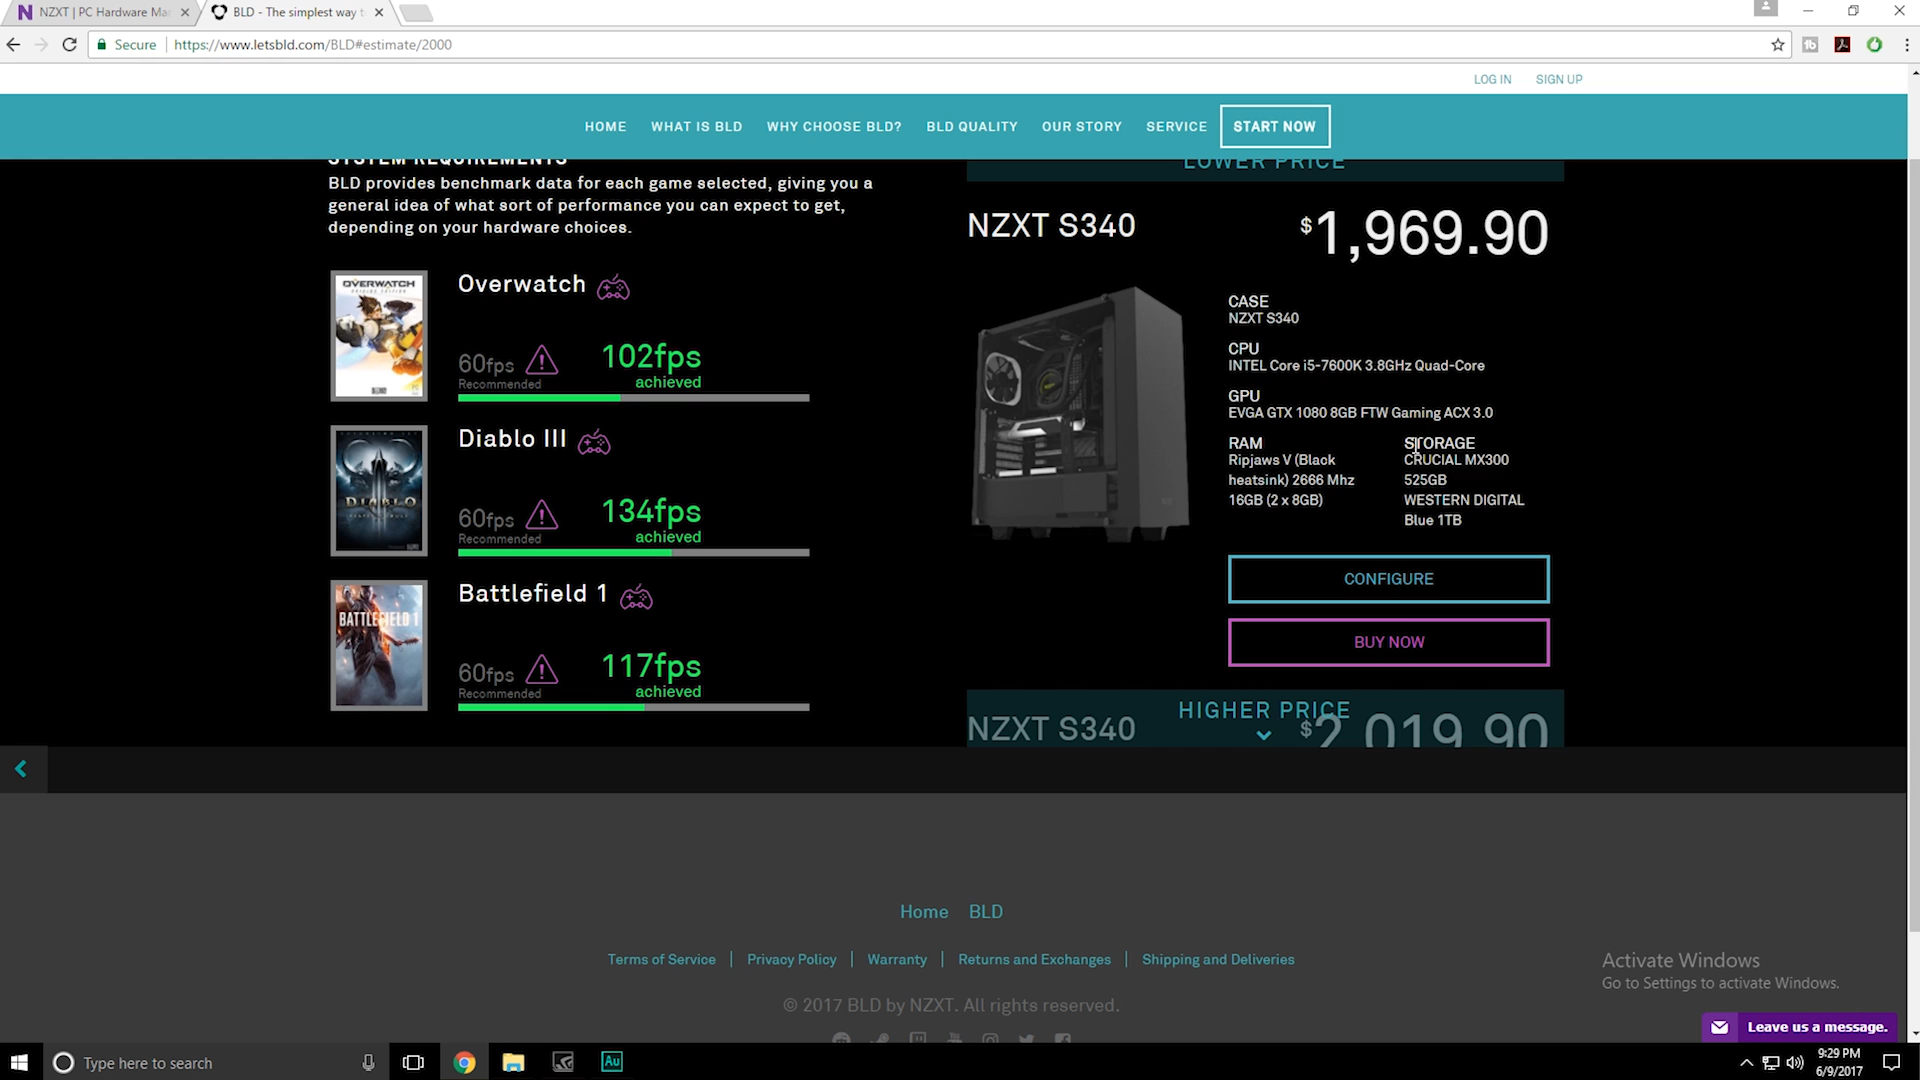 NZXT | PC Hardware Ma
BLD - The simplest way t
Secure
https://www.letsbld.com/BLD#estimate/2000
LOG IN
SIGN UP
HOME
WHAT IS BLD
WHY CHOOSE BLD?
BLD QUALITY
OUR STORY
SERVICE
START NOW
SYSTEM REQUIREMENTS
BLD provides benchmark data for each game selected, giving you a
general idea of what sort of performance you can expect to get,
depending on your hardware choices.
OVERWATCH
Overwatch
60fps
Recommended
102fps
achieved
DIABLO
Diablo III
60fps
Recommended
134fps
achieved
BATTLEFIELD 1
Battlefield 1
60fps
Recommended
117fps
achieved
LOWER PRICE
NZXT S340
$1,969.90
CASE
NZXT S340
CPU
INTEL Core i5-7600K 3.8GHz Quad-Core
GPU
EVGA GTX 1080 8GB FTW Gaming ACX 3.0
RAM
Ripjaws V (Black
heatsink) 2666 Mhz
16GB (2 x 8GB)
STORAGE
CRUCIAL MX300
525GB
WESTERN DIGITAL
Blue 1TB
CONFIGURE
BUY NOW
HIGHER PRICE
NZXT S340
$2,019.90
Home
BLD
Terms of Service
Privacy Policy
Warranty
Returns and Exchanges
Shipping and Deliveries
© 2017 BLD by NZXT. All rights reserved.
Activate Windows
Go to Settings to activate Windows.
Leave us a message.
Type here to search
Au
9:29 PM
6/9/2017